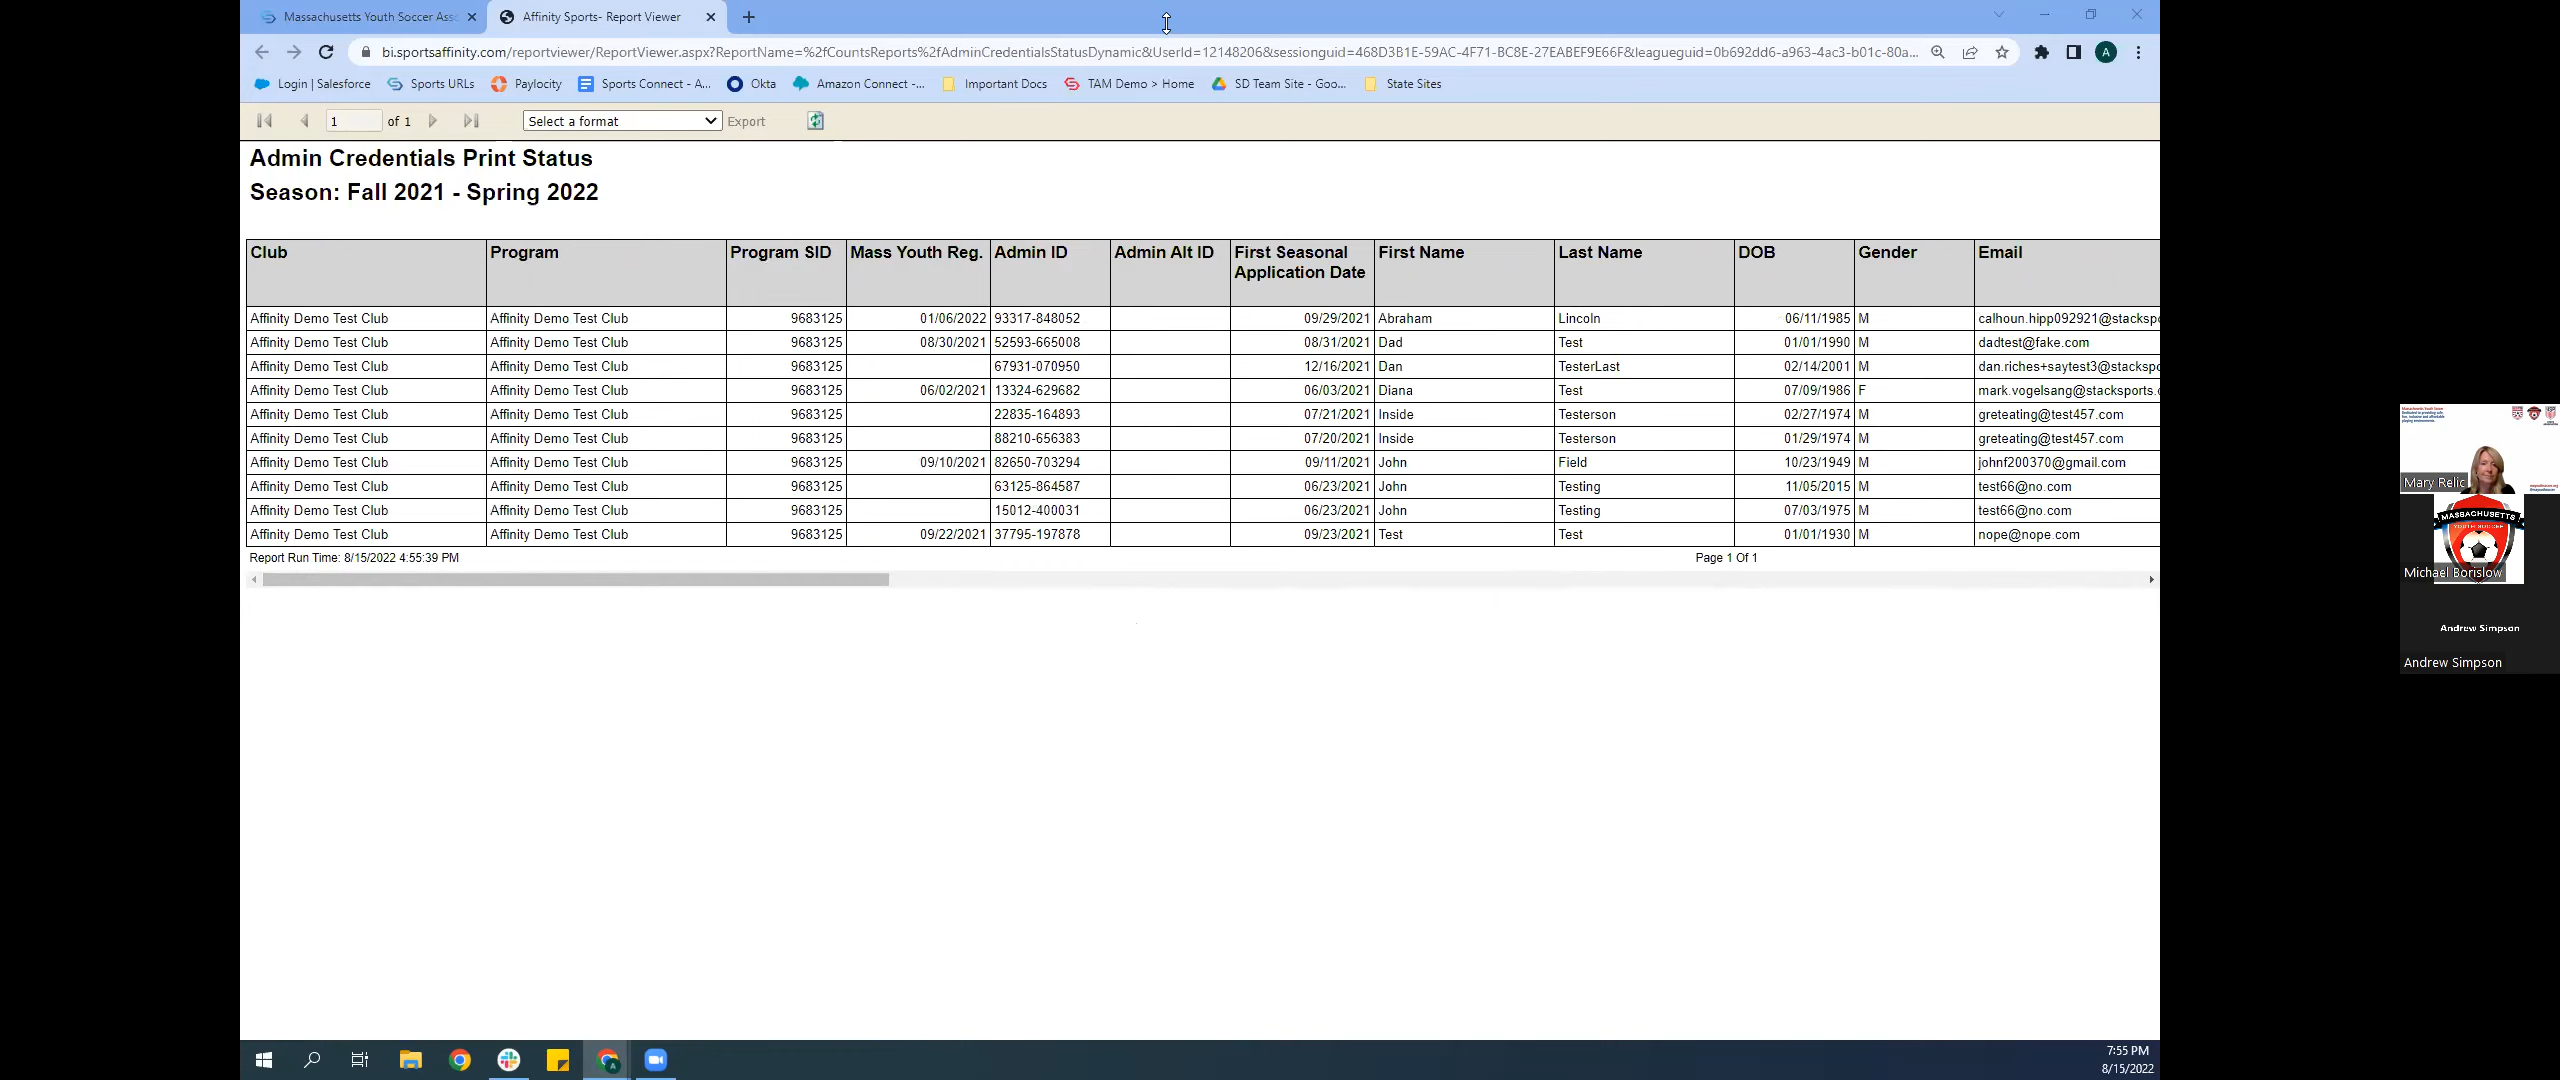 Massachusetts Youth Soccer Ass
Affinity Sports- Report Viewer
bi.sportsaffinity.com/reportviewer/ReportViewer.aspx?ReportName=%2fCountsReports%2fAdminCredentialsStatusDynamic&UserId=12148206&sessionguid=468D3B1E-59AC-4F71-BC8E-27EABEF9E66F&leagueguid=0b692dd6-a963-4ac3-b01c-80a...
A
Login | Salesforce Sports URLs Paylocity Sports Connect - A... Okta Amazon Connect -... Important Docs TAM Demo > Home SD Team Site - Goo... State Sites
1 of 1 Select a format Export
Admin Credentials Print Status
Season: Fall 2021 - Spring 2022
Club Program Program SID Mass Youth Reg. Admin ID Admin Alt ID First Seasonal Application Date First Name Last Name DOB Gender Email
Affinity Demo Test Club Affinity Demo Test Club 9683125 01/06/2022 93317-848052 09/29/2021 Abraham Lincoln 06/11/1985 M calhoun.hipp092921@stackspo
Affinity Demo Test Club Affinity Demo Test Club 9683125 08/30/2021 52593-665008 08/31/2021 Dad Test 01/01/1990 M dadtest@fake.com
Affinity Demo Test Club Affinity Demo Test Club 9683125 67931-070950 12/16/2021 Dan TesterLast 02/14/2001 M dan.riches+saytest3@stackspo
Affinity Demo Test Club Affinity Demo Test Club 9683125 06/02/2021 13324-629682 06/03/2021 Diana Test 07/09/1986 F mark.vogelsang@stacksports.
Affinity Demo Test Club Affinity Demo Test Club 9683125 22835-164893 07/21/2021 Inside Testerson 02/27/1974 M greteating@test457.com
Affinity Demo Test Club Affinity Demo Test Club 9683125 88210-656383 07/20/2021 Inside Testerson 01/29/1974 M greteating@test457.com
Affinity Demo Test Club Affinity Demo Test Club 9683125 09/10/2021 82650-703294 09/11/2021 John Field 10/23/1949 M johnf200370@gmail.com
Affinity Demo Test Club Affinity Demo Test Club 9683125 63125-864587 06/23/2021 John Testing 11/05/2015 M test66@no.com
Affinity Demo Test Club Affinity Demo Test Club 9683125 15012-400031 06/23/2021 John Testing 07/03/1975 M test66@no.com
Affinity Demo Test Club Affinity Demo Test Club 9683125 09/22/2021 37795-197878 09/23/2021 Test Test 01/01/1930 M nope@nope.com
Report Run Time: 8/15/2022 4:55:39 PM
Page 1 Of 1
Mary Relic
MASSACHUSETTS
YOUTH SOCCER
Michael Borislow
Andrew Simpson
Andrew Simpson
7:55 PM
8/15/2022